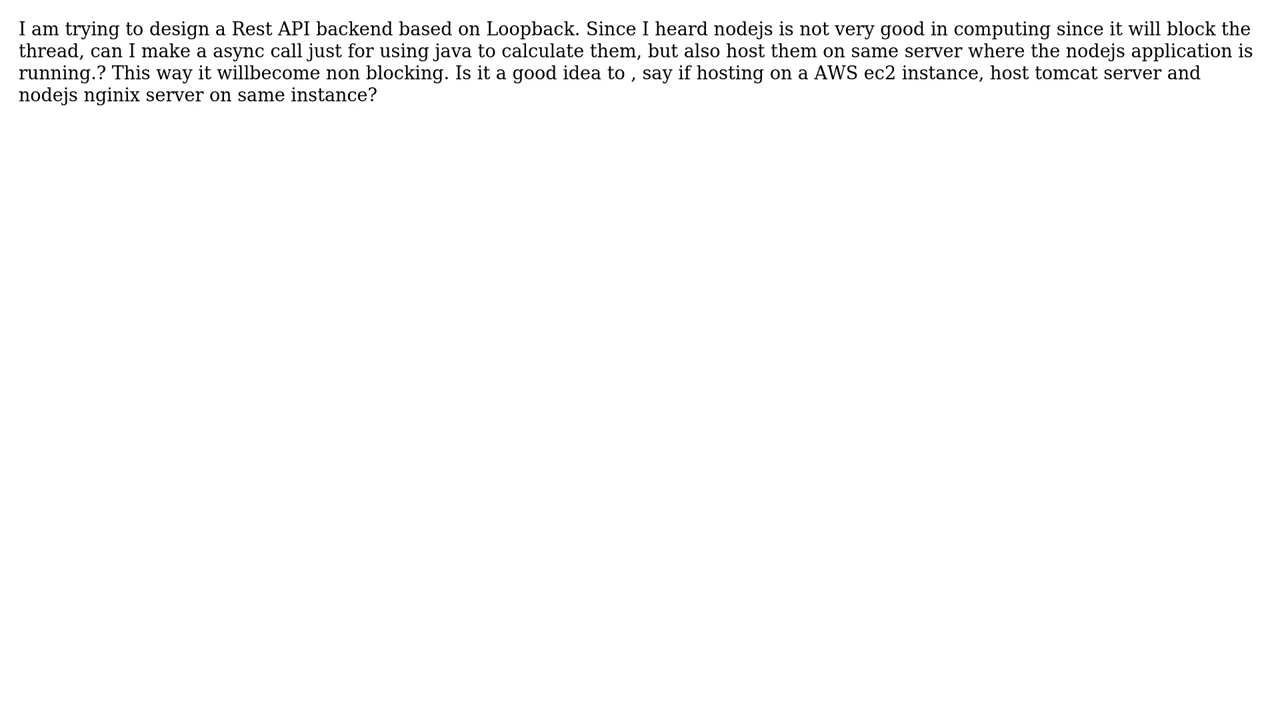 I am trying to design a Rest API backend based on Loopback. Since I heard nodejs is not very good in computing since it will block the
thread, can I make a async call just for using java to calculate them, but also host them on same server where the nodejs application is
running.? This way it willbecome non blocking. Is it a good idea to , say if hosting on a AWS ec2 instance, host tomcat server and
nodejs nginix server on same instance?